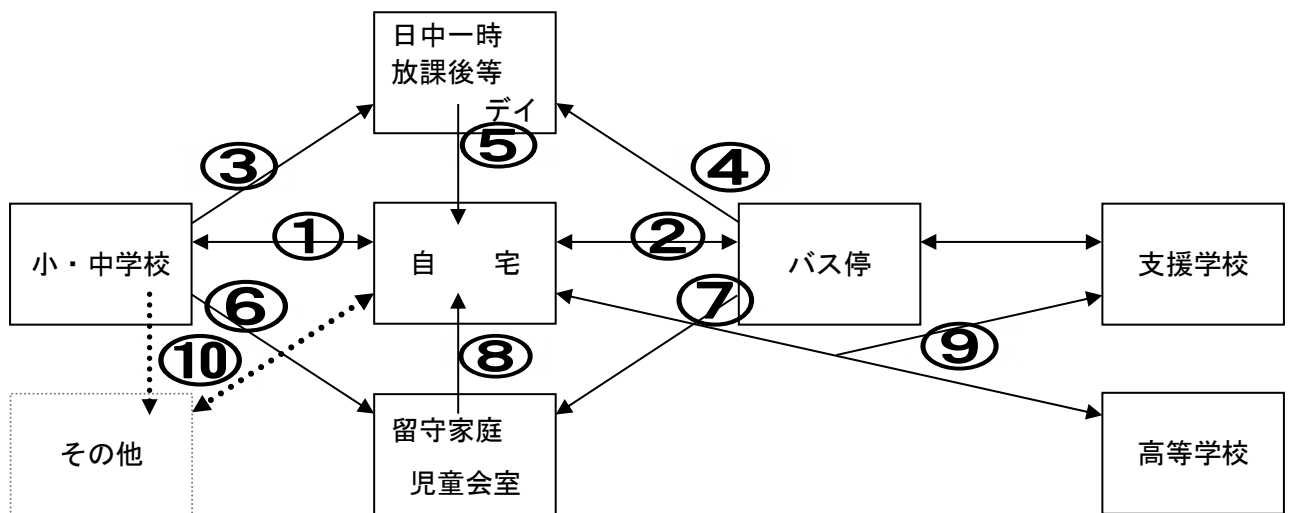 日中一時
放課後等
デイ
⑤
③
④
小・中学校
①
自　宅
②
バス停
支援学校
⑥
⑦
⑩
⑧
⑨
その他
留守家庭
児童会室
高等学校